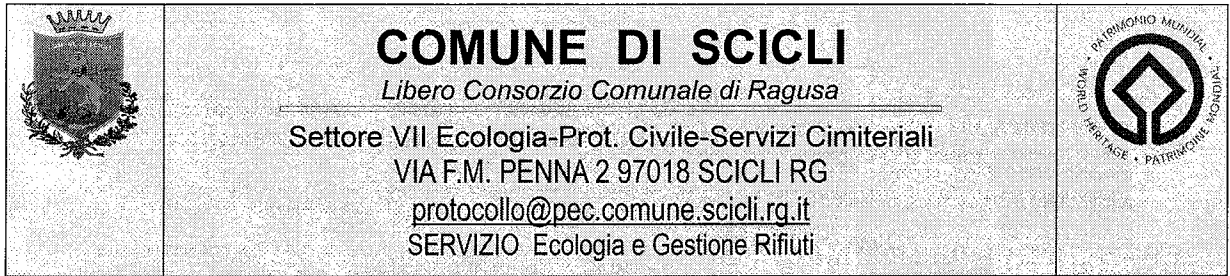 COMUNE DI SCICLI
Libero Consorzio Comunale di Ragusa
Settore VII Ecologia-Prot. Civile-Servizi Cimiteriali
VIA F.M. PENNA 2 97018 SCICLI RG
protocollo@pec.comune.scicli.rg.it
SERVIZIO Ecologia e Gestione Rifiuti
PATRIMONIO MUNDIAL • WORLD HERITAGE • PATRIMOINE MONDIAL •